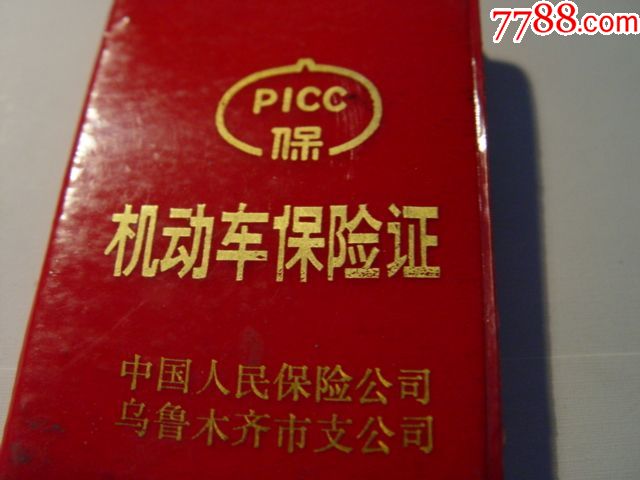 7788.com
PICC
保
机动车保险证
中国人民保险公司
乌鲁木齐市支公司